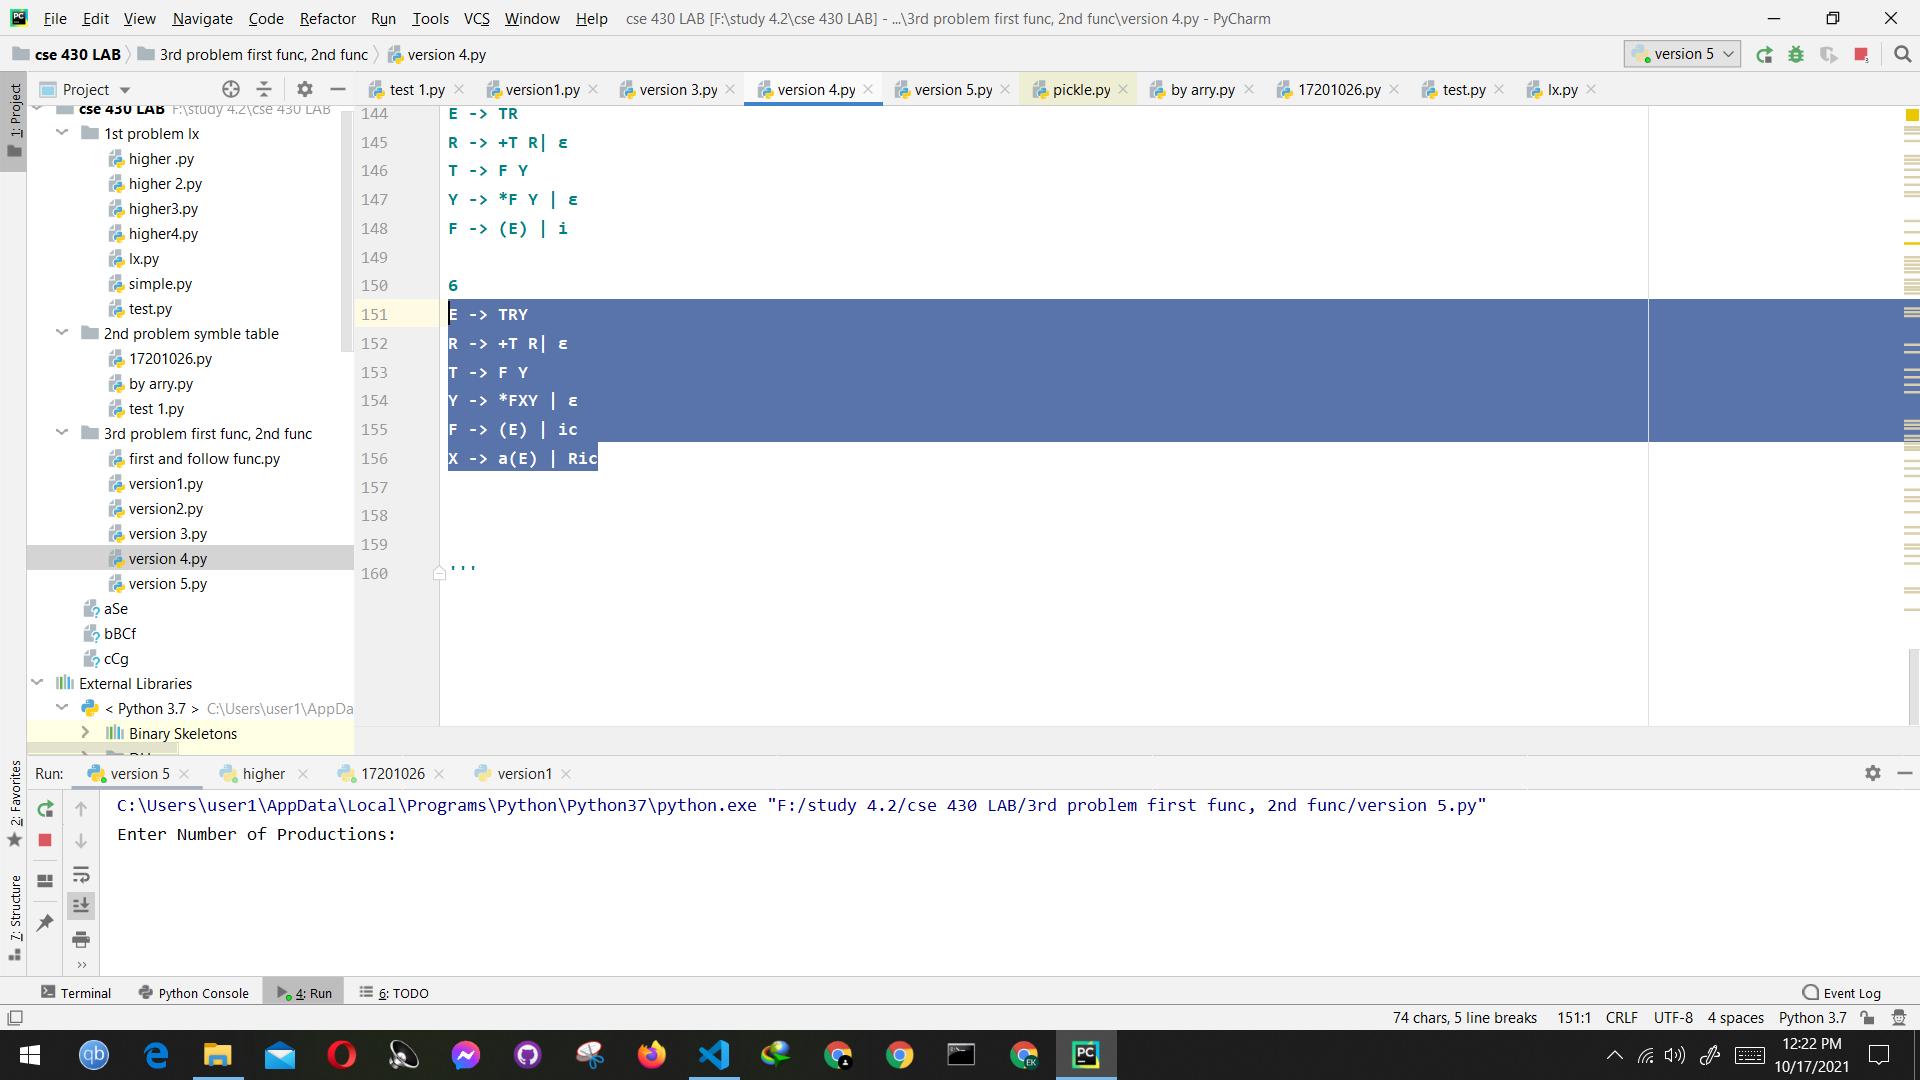 File Edit View Navigate Code Refactor Run Tools VCS Window Help cse 430 LAB [F:\study 4.2\cse 430 LAB] - ...\3rd problem first func, 2nd func\version 4.py - PyCharm
cse 430 LAB 3rd problem first func, 2nd func version 4.py version 5
1: Project
Project
test 1.py version1.py version 3.py version 4.py version 5.py pickle.py by arry.py 17201026.py test.py lx.py
cse 430 LAB F:\study 4.2\cse 430 LAB
1st problem lx
higher .py
higher 2.py
higher3.py
higher4.py
lx.py
simple.py
test.py
2nd problem symble table
17201026.py
by arry.py
test 1.py
3rd problem first func, 2nd func
first and follow func.py
version1.py
version2.py
version 3.py
version 4.py
version 5.py
aSe
bBCf
cCg
External Libraries
< Python 3.7 > C:\Users\user1\AppDa
Binary Skeletons
144 E -> TR
145 R -> +T R| ε
146 T -> F Y
147 Y -> *F Y | ε
148 F -> (E) | i
149
150 6
151 E -> TRY
152 R -> +T R| ε
153 T -> F Y
154 Y -> *FXY | ε
155 F -> (E) | ic
156 X -> a(E) | Ric
157
158
159
160 '''
Run: version 5 higher 17201026 version1
2: Favorites
7: Structure
C:\Users\user1\AppData\Local\Programs\Python\Python37\python.exe "F:/study 4.2/cse 430 LAB/3rd problem first func, 2nd func/version 5.py"
Enter Number of Productions:
Terminal Python Console 4: Run 6: TODO Event Log
74 chars, 5 line breaks 151:1 CRLF UTF-8 4 spaces Python 3.7
12:22 PM
10/17/2021